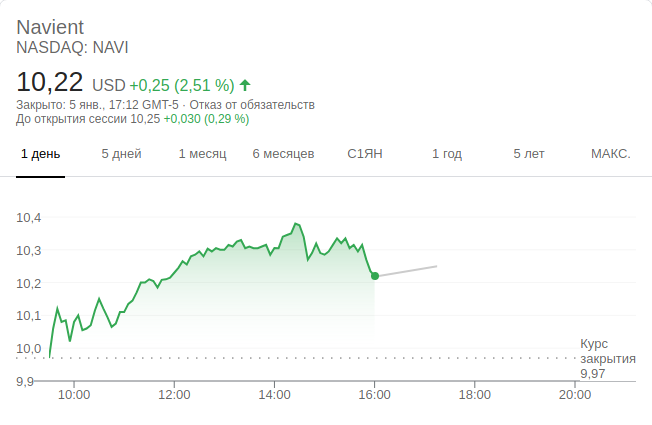 Navient
NASDAQ: NAVI
10,22 USD +0,25 (2,51 %)
Закрыто: 5 янв., 17:12 GMT-5 · Отказ от обязательств
До открытия сессии 10,25 +0,030 (0,29 %)
1 день 5 дней 1 месяц 6 месяцев С1ЯН 1 год 5 лет МАКС.
10,4
10,3
10,2
10,1
10,0
Курс
закрытия
9,97
9,9
10:00 12:00 14:00 16:00 18:00 20:00